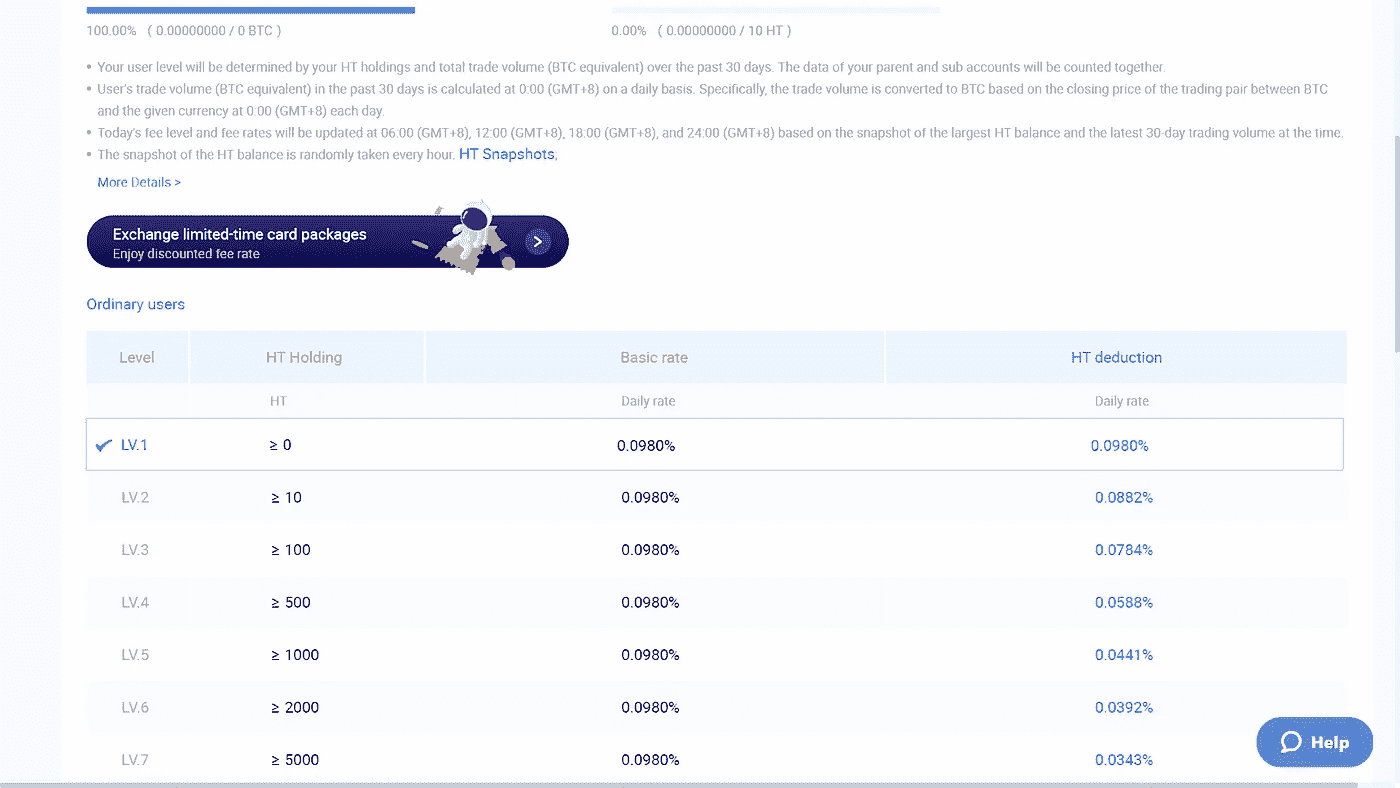 100.00% ( 0.00000000 / 0 BTC ) 0.00% ( 0.00000000 / 10 HT )
• Your user level will be determined by your HT holdings and total trade volume (BTC equivalent) over the past 30 days. The data of your parent and sub accounts will be counted together.
• User's trade volume (BTC equivalent) in the past 30 days is calculated at 0:00 (GMT+8) on a daily basis. Specifically, the trade volume is converted to BTC based on the closing price of the trading pair between BTC
and the given currency at 0:00 (GMT+8) each day.
• Today's fee level and fee rates will be updated at 06:00 (GMT+8), 12:00 (GMT+8), 18:00 (GMT+8), and 24:00 (GMT+8) based on the snapshot of the largest HT balance and the latest 30-day trading volume at the time.
• The snapshot of the HT balance is randomly taken every hour. HT Snapshots;
More Details >
Exchange limited-time card packages
Enjoy discounted fee rate
Ordinary users
Level HT Holding Basic rate HT deduction
HT Daily rate Daily rate
LV.1 ≥ 0 0.0980% 0.0980%
LV.2 ≥ 10 0.0980% 0.0882%
LV.3 ≥ 100 0.0980% 0.0784%
LV.4 ≥ 500 0.0980% 0.0588%
LV.5 ≥ 1000 0.0980% 0.0441%
LV.6 ≥ 2000 0.0980% 0.0392%
LV.7 ≥ 5000 0.0980% 0.0343%
Help